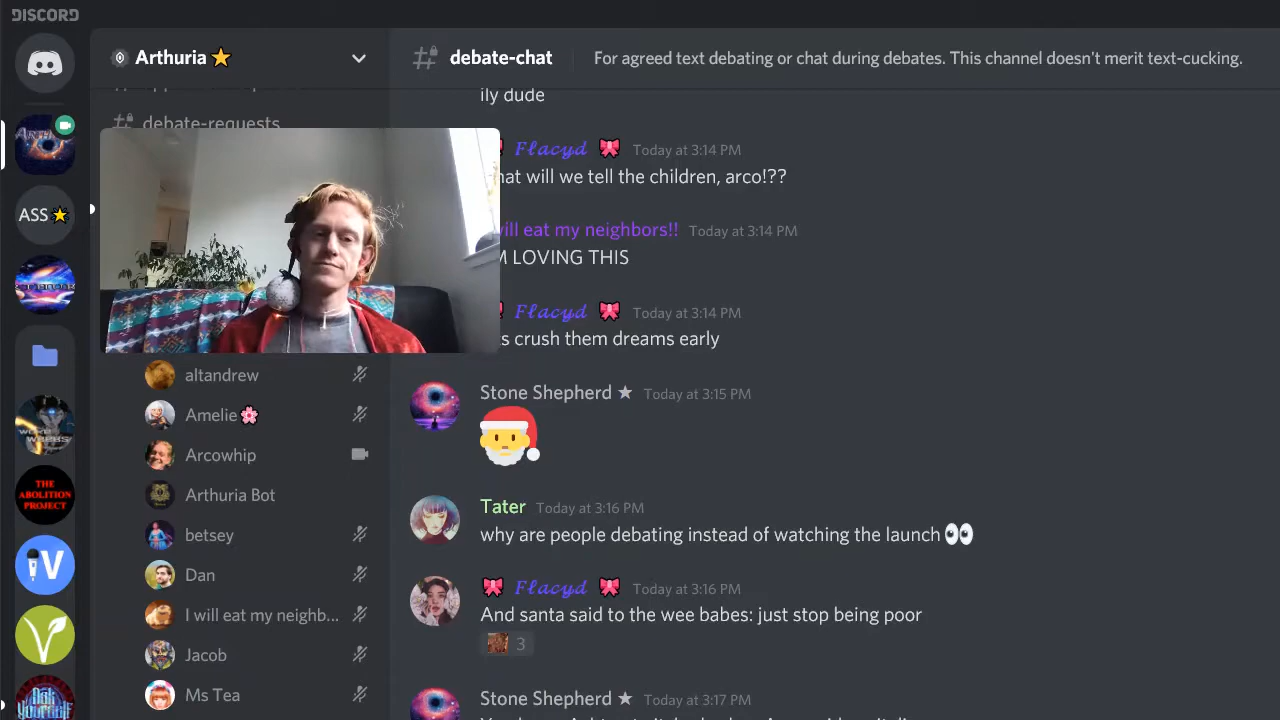 DISCORD
Arthuria
debate-chat
For agreed text debating or chat during debates. This channel doesn't merit text-cucking.
debate-requests
ASS
THE
ABOLITION
PROJECT
V
altandrew
Amelie
Arcowhip
Arthuria Bot
betsey
Dan
I will eat my neighb...
Jacob
Ms Tea
ily dude
Flacyd Today at 3:14 PM
will we tell the children, arco!??
eat my neighbors!! Today at 3:14 PM
LOVING THIS
Flacyd Today at 3:14 PM
crush them dreams early
Stone Shepherd ★ Today at 3:15 PM
Tater Today at 3:16 PM
why are people debating instead of watching the launch
Flacyd Today at 3:16 PM
And santa said to the wee babes: just stop being poor
3
Stone Shepherd ★ Today at 3:17 PM